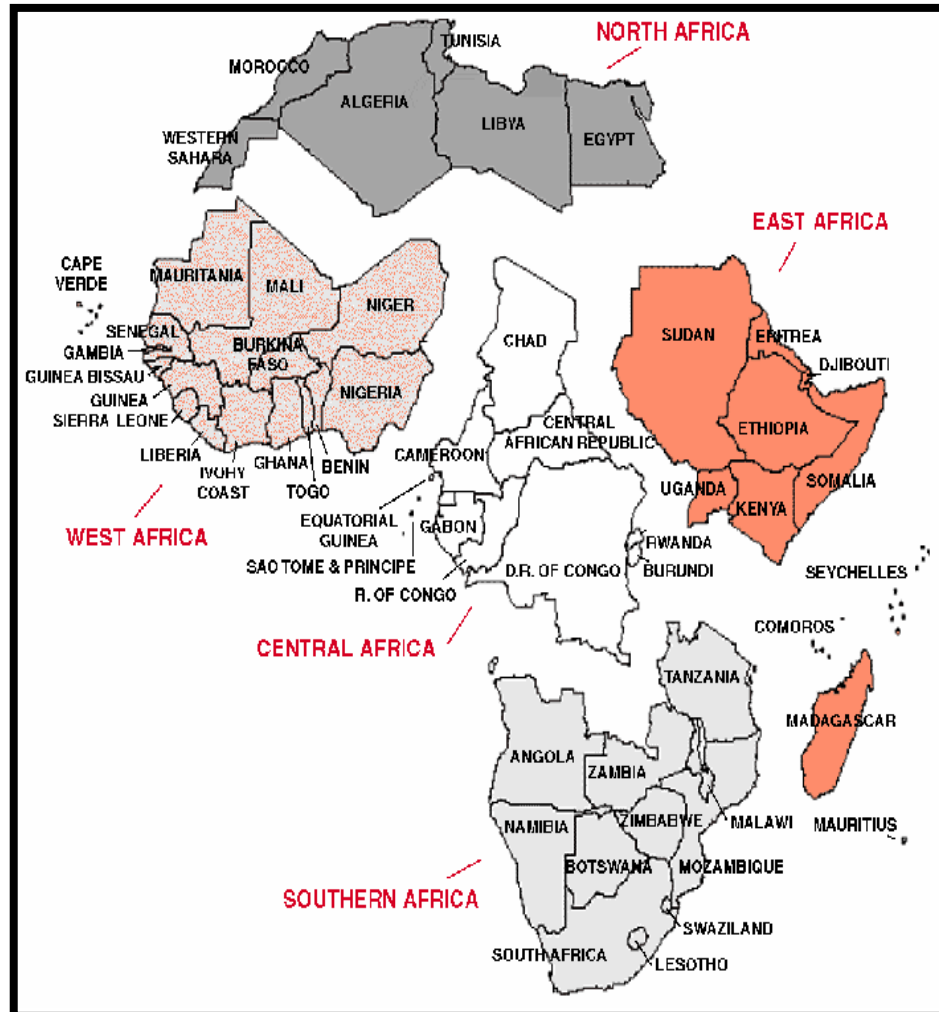 NORTH AFRICA
TUNISIA
MOROCCO
ALGERIA
LIBYA
EGYPT
WESTERN
SAHARA
EAST AFRICA
CAPE
VERDE
MAURITANIA
MALI
NIGER
SENEGAL
GAMBIA
BURKINA
FASO
GUINEA BISSAU
NIGERIA
GUINEA
SIERRA LEONE
LIBERIA
IVORY
COAST
GHANA
BENIN
TOGO
WEST AFRICA
CHAD
CENTRAL
AFRICAN REPUBLIC
CAMEROON
EQUATORIAL
GUINEA
GABON
SAO TOME & PRINCIPE
R. OF CONGO
D.R. OF CONGO
RWANDA
BURUNDI
CENTRAL AFRICA
SUDAN
ERITREA
DJIBOUTI
ETHIOPIA
SOMALIA
UGANDA
KENYA
SEYCHELLES
COMOROS
MADAGASCAR
MAURITIUS
TANZANIA
ANGOLA
ZAMBIA
MALAWI
NAMIBIA
ZIMBABWE
BOTSWANA
MOZAMBIQUE
SOUTHERN AFRICA
SWAZILAND
SOUTH AFRICA
LESOTHO